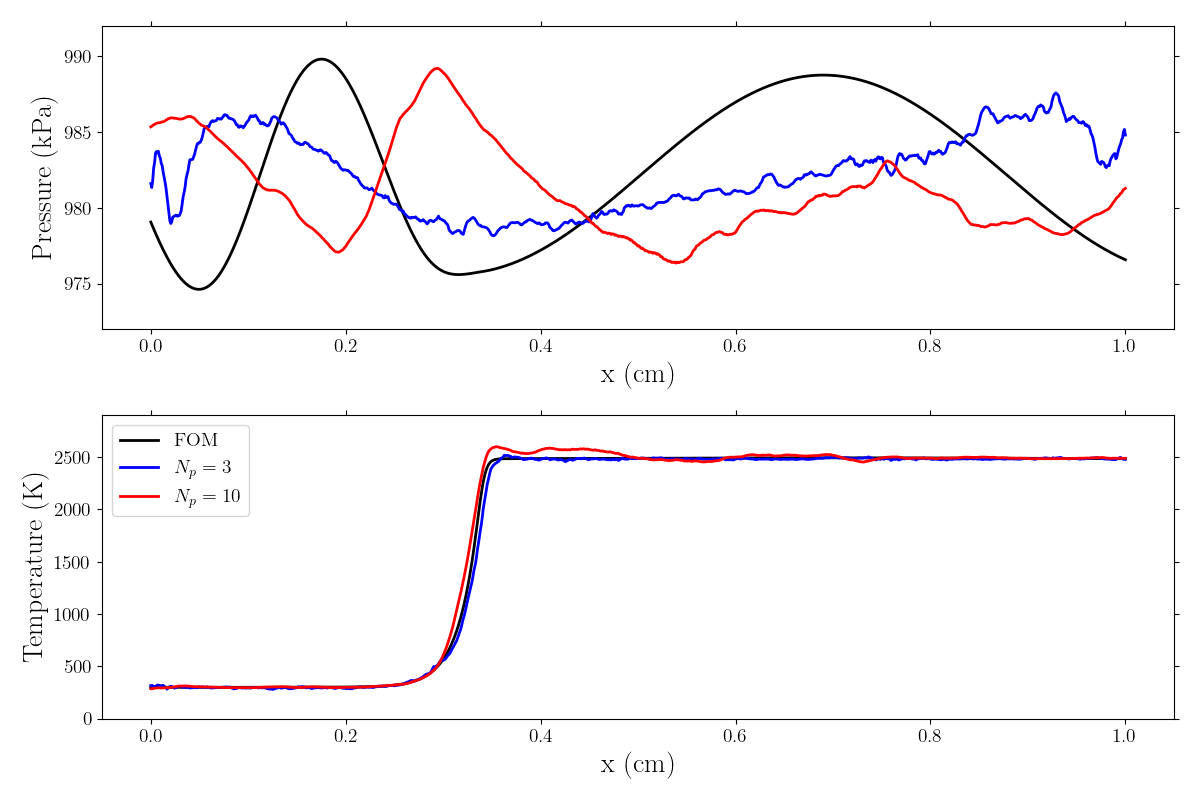 Pressure (kPa)
990
985
980
975
0.0 0.2 0.4 0.6 0.8 1.0
x (cm)
Temperature (K)
2500
2000
1500
1000
500
0
FOM
$N_p = 3$
$N_p = 10$
0.0 0.2 0.4 0.6 0.8 1.0
x (cm)